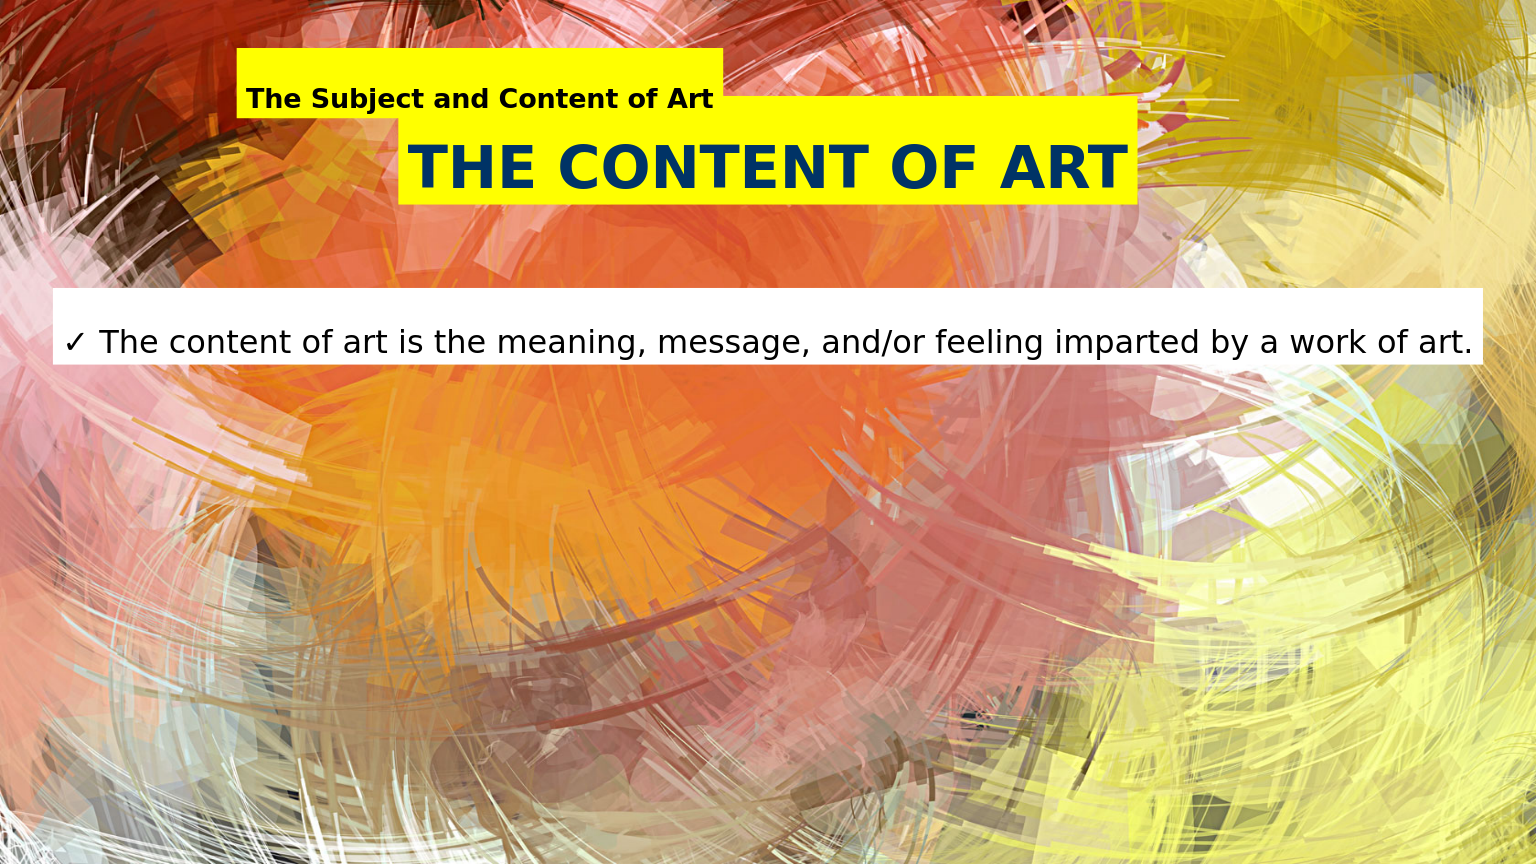 The Subject and Content of Art
THE CONTENT OF ART
✓ The content of art is the meaning, message, and/or feeling imparted by a work of art.